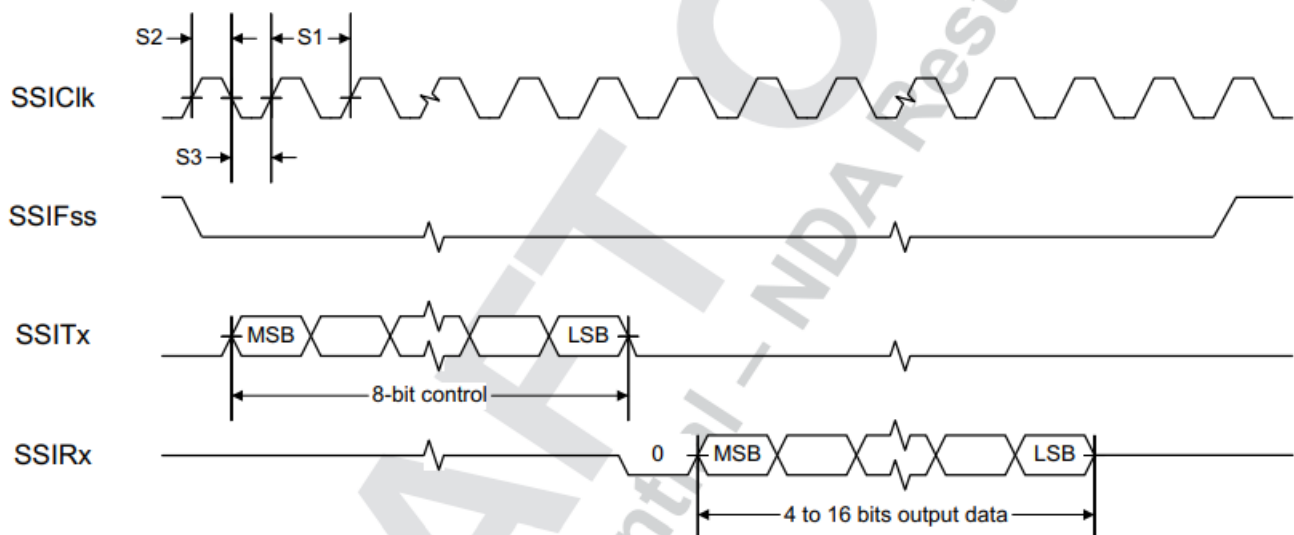 S2
S1
SSIClk
S3
SSIFss
SSITx
MSB
LSB
8-bit control
SSIRx
0
MSB
LSB
4 to 16 bits output data